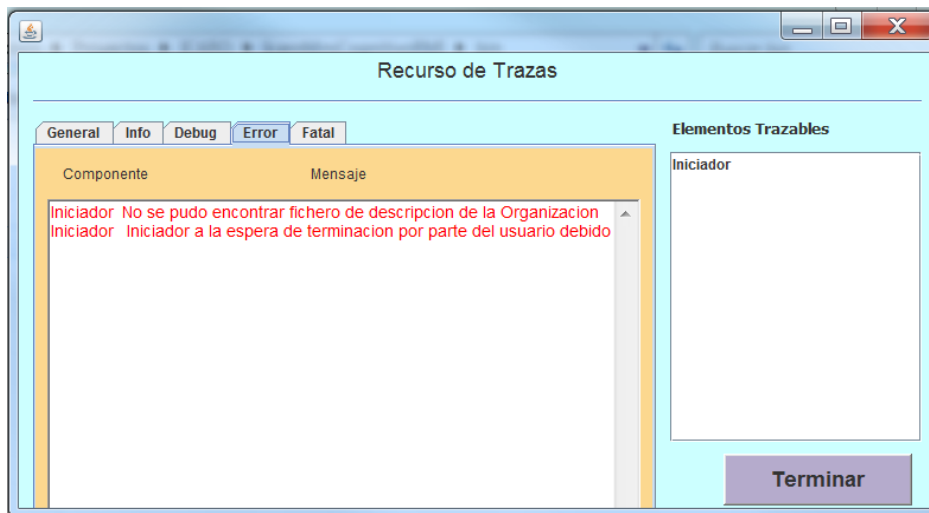 Recurso de Trazas
General Info Debug Error Fatal
Componente Mensaje
Iniciador No se pudo encontrar fichero de descripcion de la Organizacion
Iniciador Iniciador a la espera de terminacion por parte del usuario debido
Elementos Trazables
Iniciador
Terminar